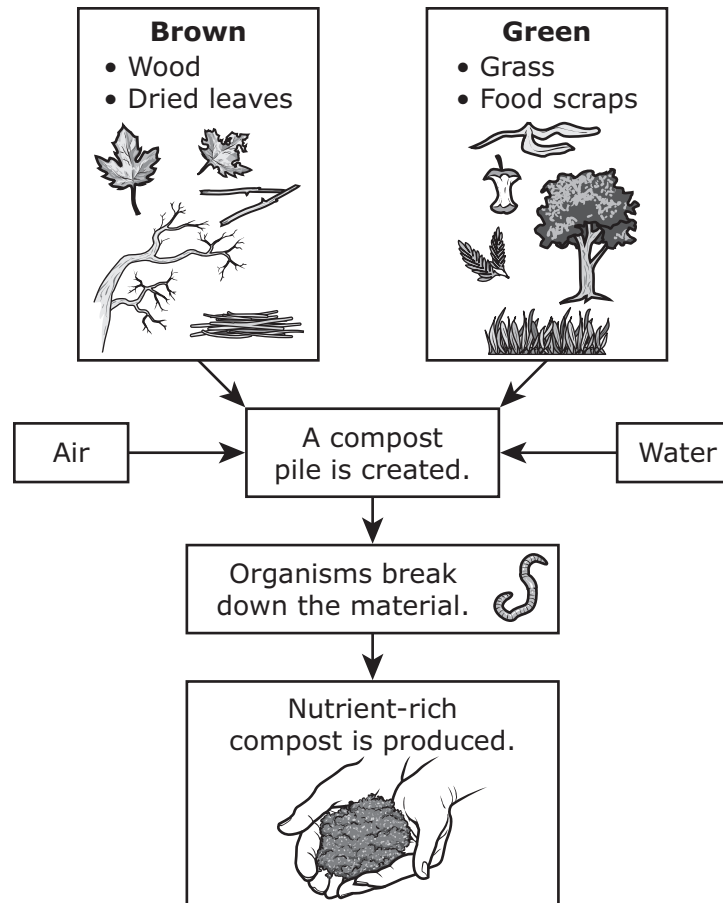 Brown
• Wood
• Dried leaves
Green
• Grass
• Food scraps
Air
A compost
pile is created.
Water
Organisms break
down the material.
Nutrient-rich
compost is produced.